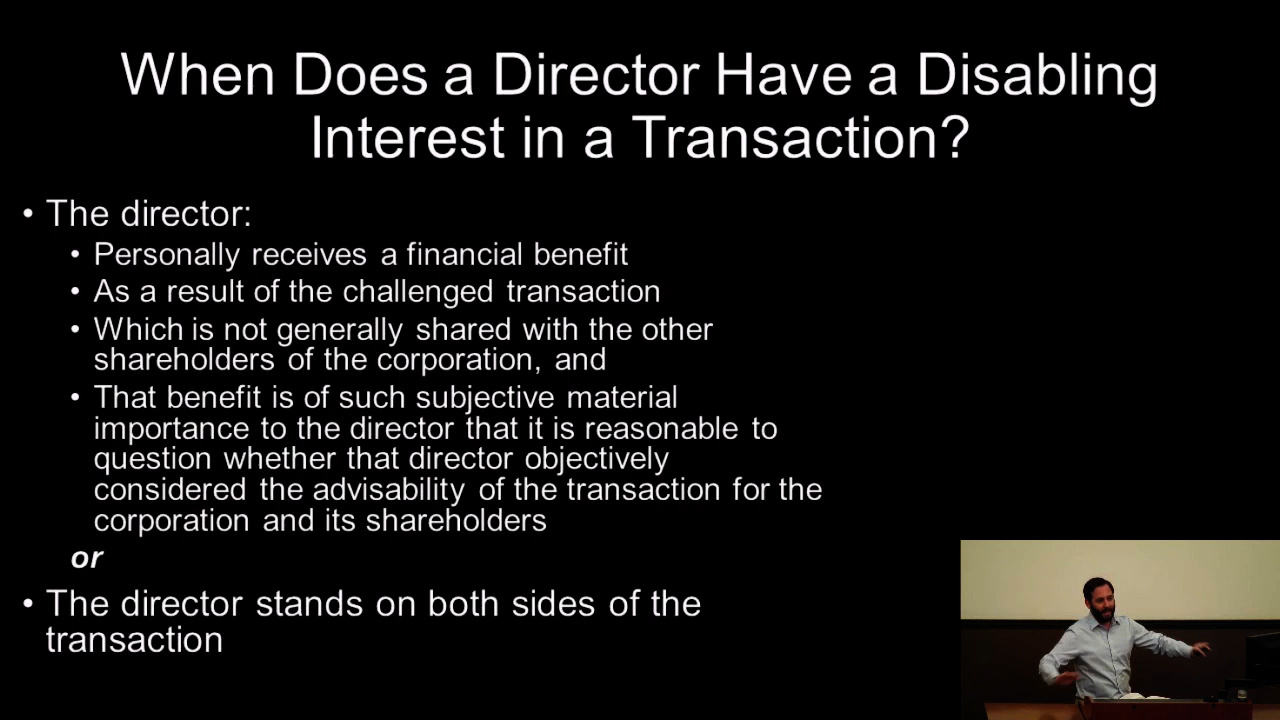 When Does a Director Have a Disabling
Interest in a Transaction?
• The director:
• Personally receives a financial benefit
• As a result of the challenged transaction
• Which is not generally shared with the other
shareholders of the corporation, and
• That benefit is of such subjective material
importance to the director that it is reasonable to
question whether that director objectively
considered the advisability of the transaction for the
corporation and its shareholders
or
• The director stands on both sides of the
transaction